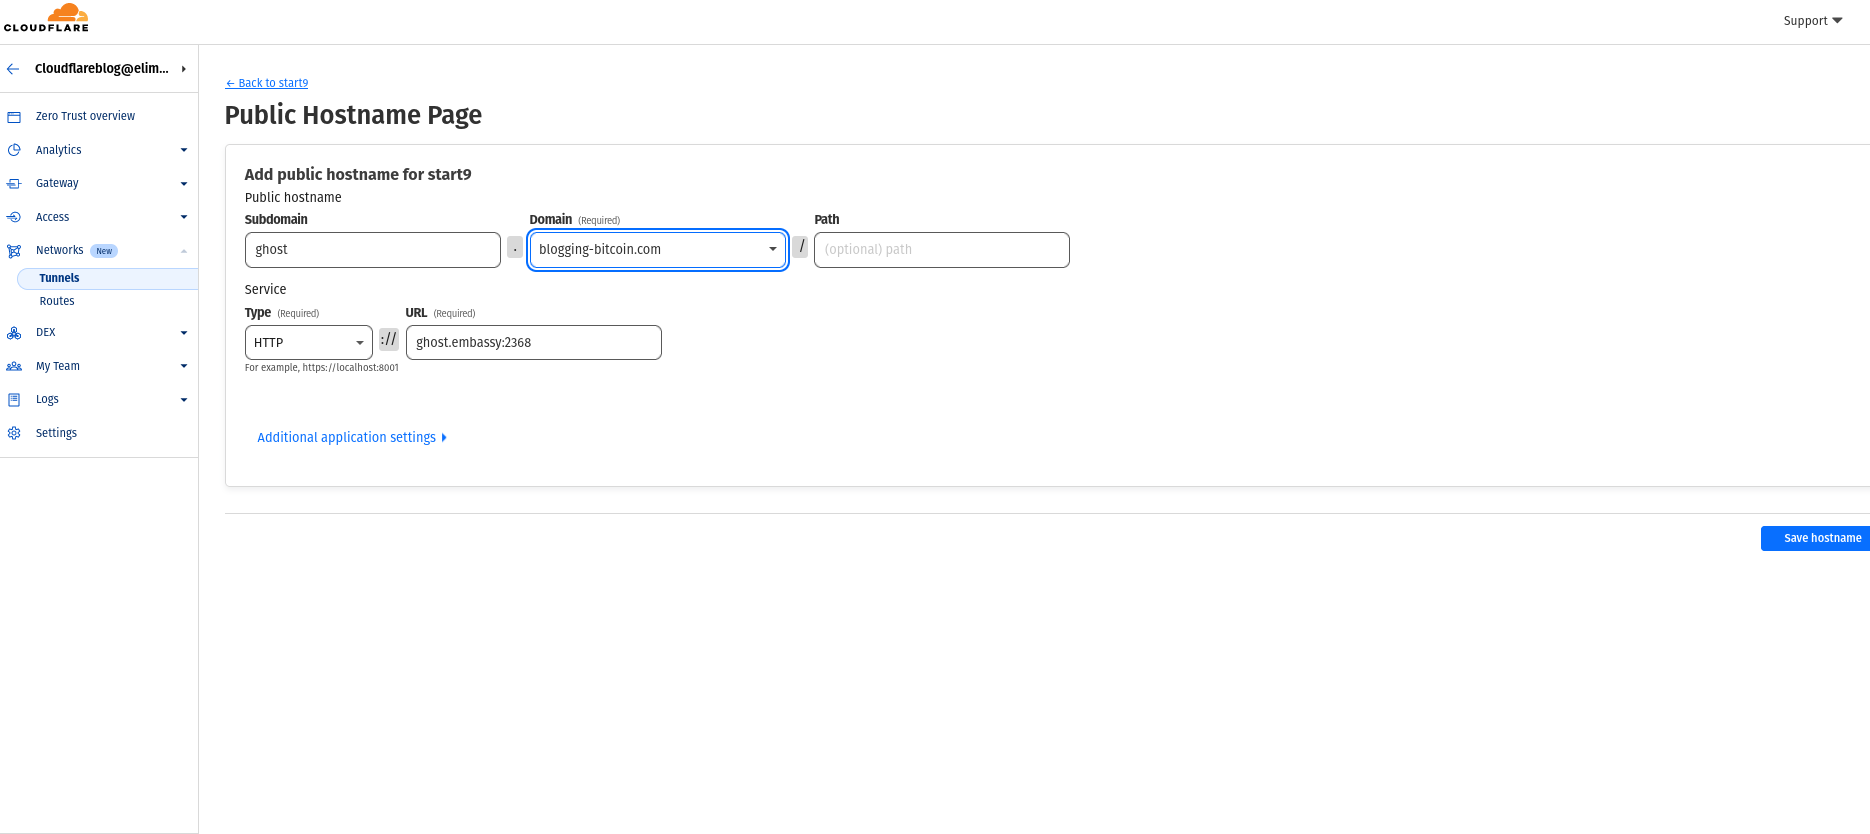 CLOUDFLARE
Support
Cloudflareblog@elim...
Zero Trust overview
Analytics
Gateway
Access
Networks New
Tunnels
Routes
DEX
My Team
Logs
Settings
← Back to start9
Public Hostname Page
Add public hostname for start9
Public hostname
Subdomain Domain (Required) Path
ghost . blogging-bitcoin.com / (optional) path
Service
Type (Required) URL (Required)
HTTP :// ghost.embassy:2368
For example, https://localhost:8001
Additional application settings
Save hostname